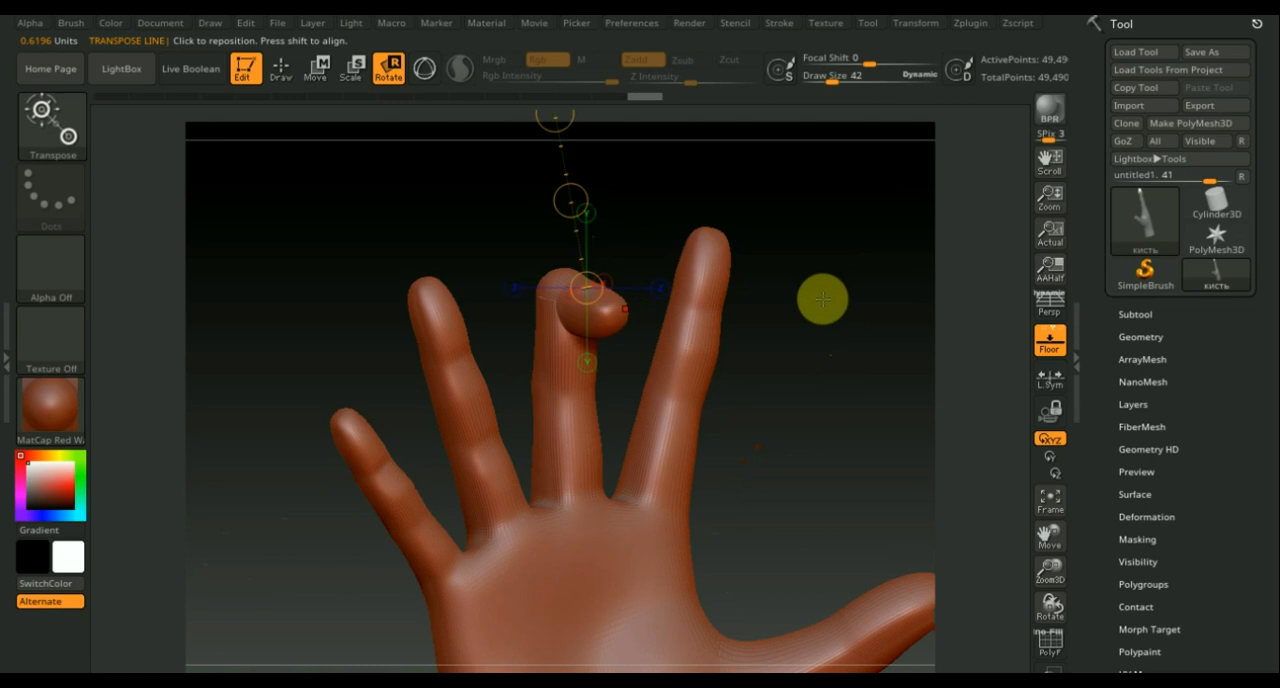 Alpha Brush Color Document Draw Edit File Layer Light Macro Marker Material Movie Picker Preferences Render Stencil Stroke Texture Tool Transform Zplugin Zscript
0.6196 Units TRANSPOSE LINE| Click to reposition. Press shift to align.
Home Page LightBox Live Boolean Edit Draw Move Scale Rotate
Mrgb Rgb M Zadd Zsub Zcut
Rgb Intensity Z Intensity
Focal Shift 0
Draw Size 42 Dynamic
ActivePoints: 49,49
TotalPoints: 49,490
Transpose
Dots
Alpha Off
Texture Off
MatCap Red W
Gradient
SwitchColor
Alternate
BPR
SPix 3
Scroll
Zoom
Actual
AAHalf
Dynamic
Persp
Floor
L.Sym
XYZ
Y
Z
Frame
Move
Zoom3D
Rotate
PolyF
Tool
Load Tool Save As
Load Tools From Project
Copy Tool Paste Tool
Import Export
Clone Make PolyMesh3D
GoZ All Visible R
Lightbox▶Tools
untitled1. 41 R
кисть
Cylinder3D
PolyMesh3D
SimpleBrush
кисть
Subtool
Geometry
ArrayMesh
NanoMesh
Layers
FiberMesh
Geometry HD
Preview
Surface
Deformation
Masking
Visibility
Polygroups
Contact
Morph Target
Polypaint